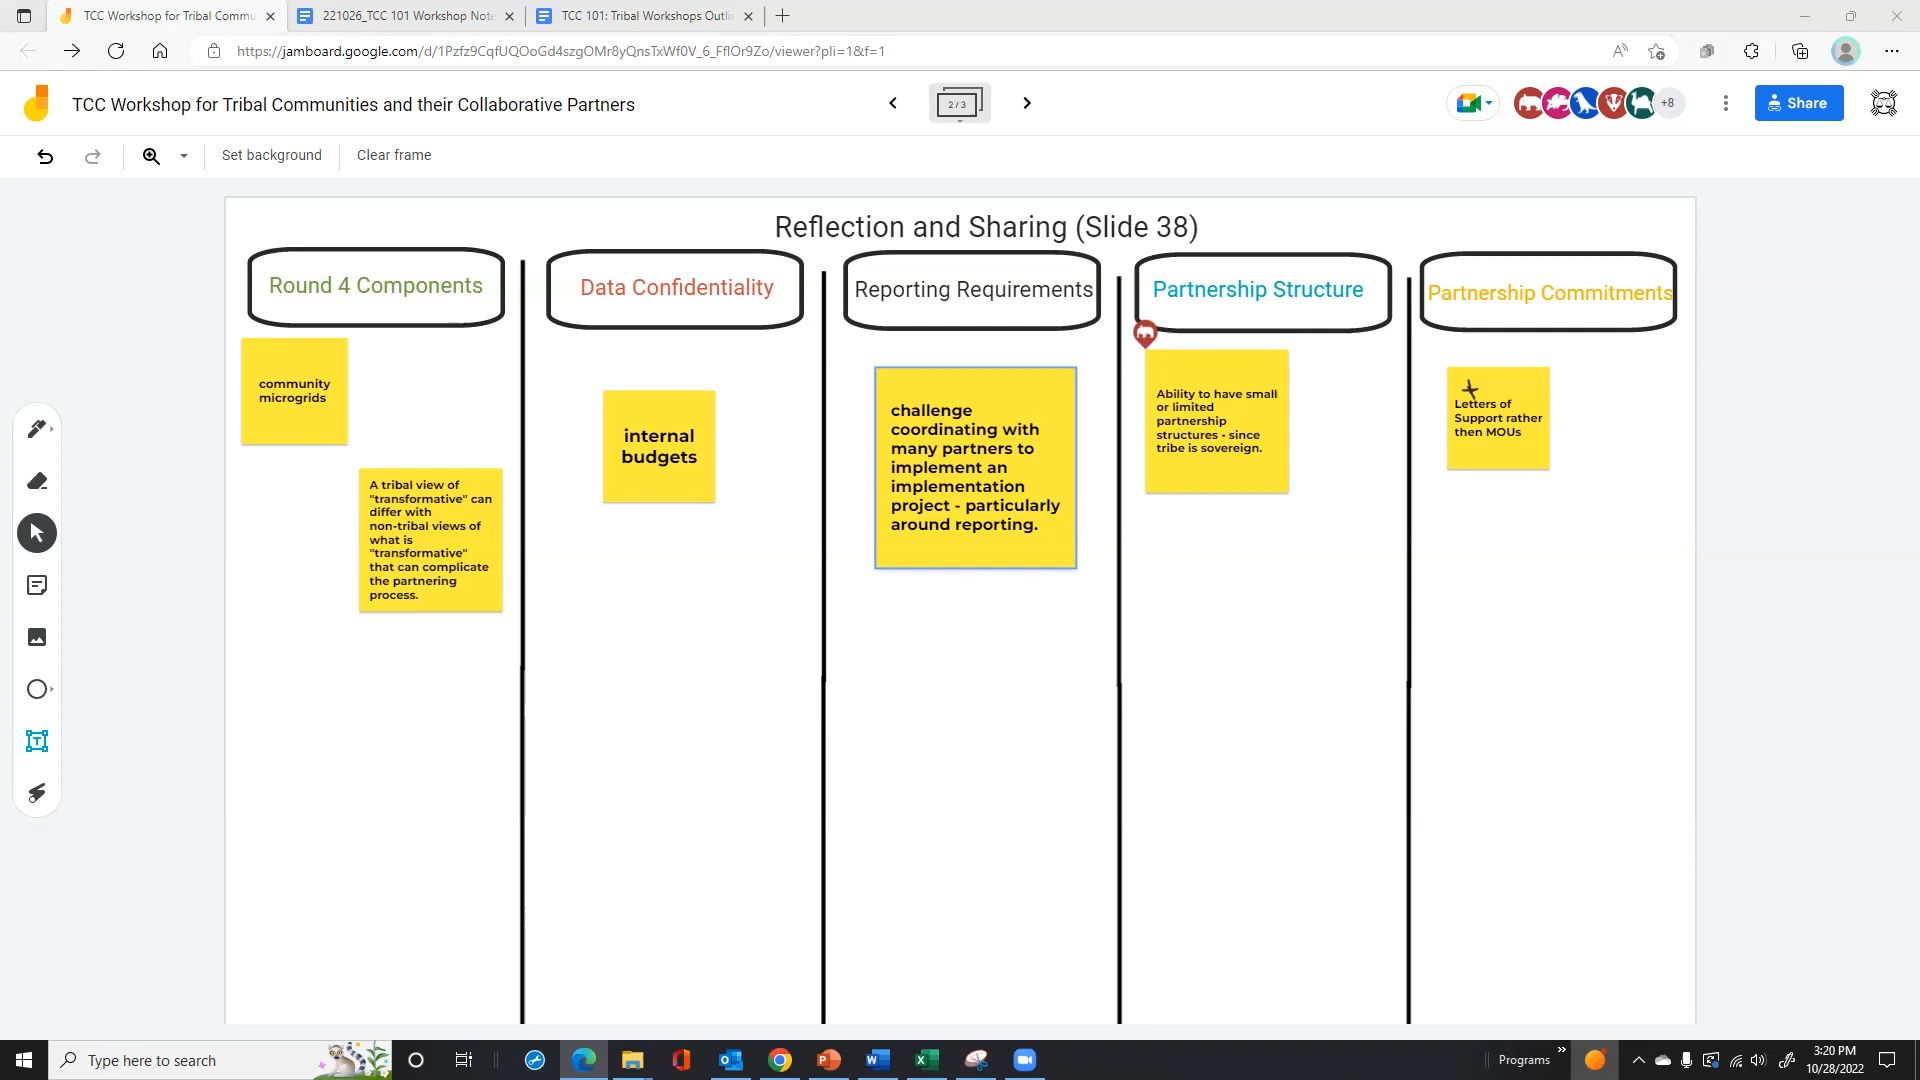 TCC Workshop for Tribal Commu
221026_TCC 101 Workshop Note
TCC 101: Tribal Workshops Outli
https://jamboard.google.com/d/1Pzfz9CqfUQOoGd4szgOMr8yQnsTxWf0V_6_FflOr9Zo/viewer?pli=1&f=1
TCC Workshop for Tribal Communities and their Collaborative Partners
2 / 3
+8
Share
Set background
Clear frame
Reflection and Sharing (Slide 38)
Round 4 Components
community
microgrids
A tribal view of
"transformative" can
differ with
non-tribal views of
what is
"transformative"
that can complicate
the partnering
process.
Data Confidentiality
internal
budgets
Reporting Requirements
challenge
coordinating with
many partners to
implement an
implementation
project - particularly
around reporting.
Partnership Structure
Ability to have small
or limited
partnership
structures - since
tribe is sovereign.
Partnership Commitments
Letters of
Support rather
then MOUs
Type here to search
Programs
3:20 PM
10/28/2022